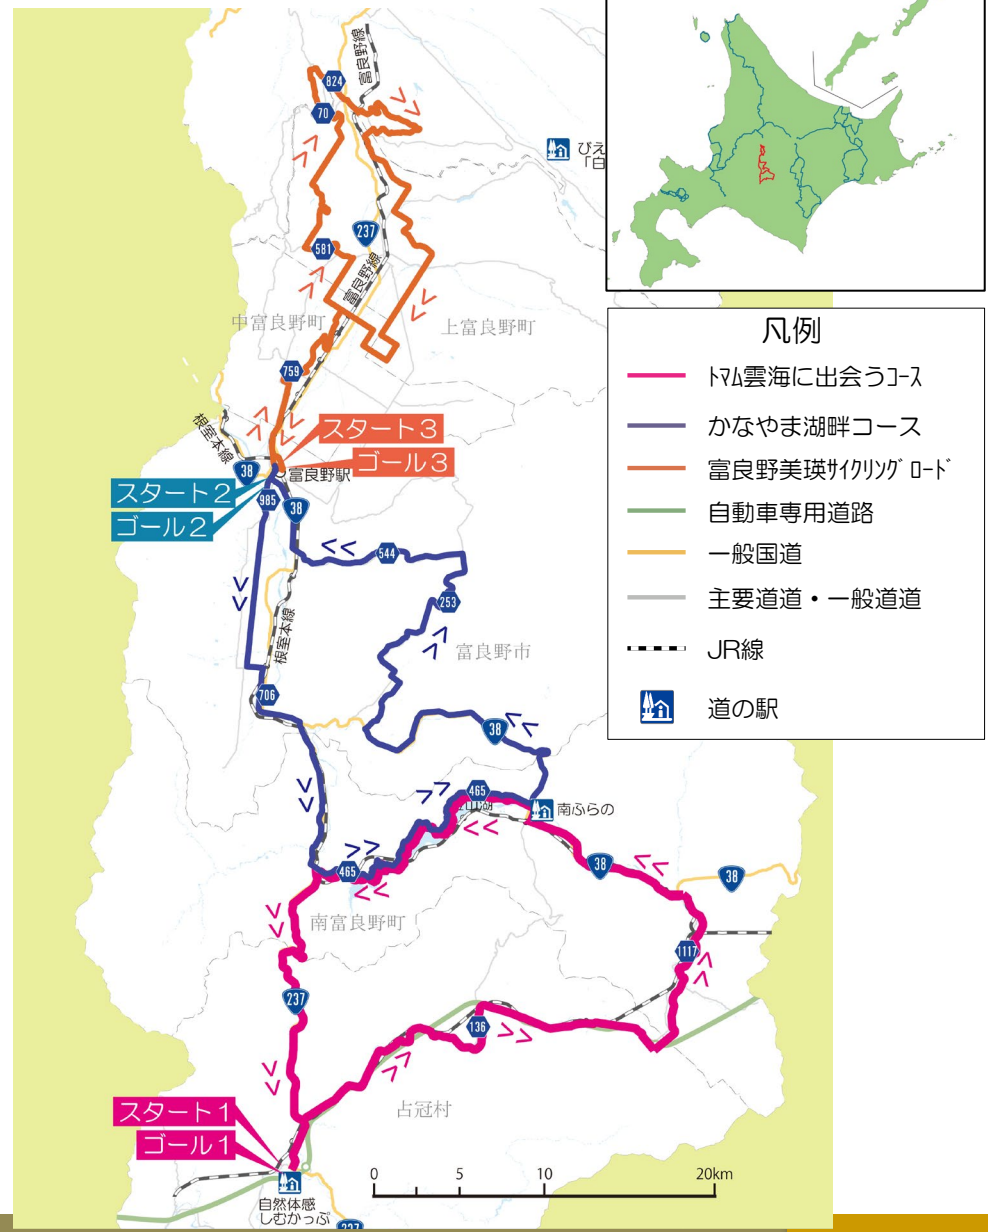 富良野線
824
70
びえ
「白
237
581
富良野線
中富良野町
上富良野町
759
根室本線
スタート3
ゴール3
38
富良野駅
スタート2
985
ゴール2
38
544
253
根室本線
富良野市
706
38
465
南ふらの
38
38
465
南富良野町
1117
237
136
占冠村
スタート1
ゴール1
自然体感
しむかっぷ
237
0 5 10 20km
凡例
トマム雲海に出会うコース
かなやま湖畔コース
富良野美瑛サイクリングロード
自動車専用道路
一般国道
主要道道・一般道道
JR線
道の駅